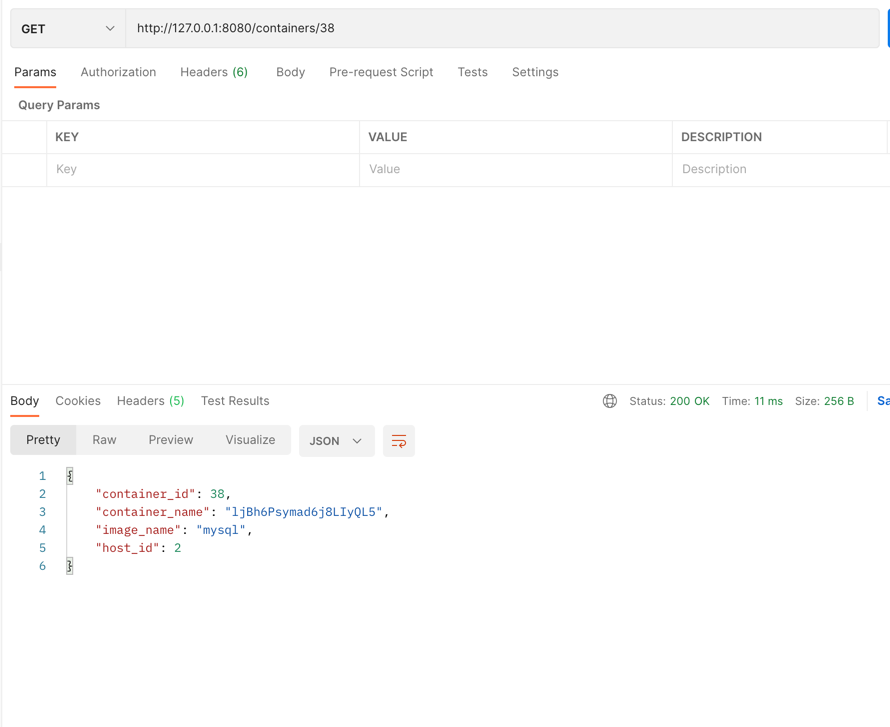 GET http://127.0.0.1:8080/containers/38
Params Authorization Headers (6) Body Pre-request Script Tests Settings
Query Params
KEY VALUE DESCRIPTION
Key Value Description
Body Cookies Headers (5) Test Results Status: 200 OK Time: 11 ms Size: 256 B Sa
Pretty Raw Preview Visualize JSON
1 {
2 "container_id": 38,
3 "container_name": "ljBh6Psymad6j8LIyQL5",
4 "image_name": "mysql",
5 "host_id": 2
6 }